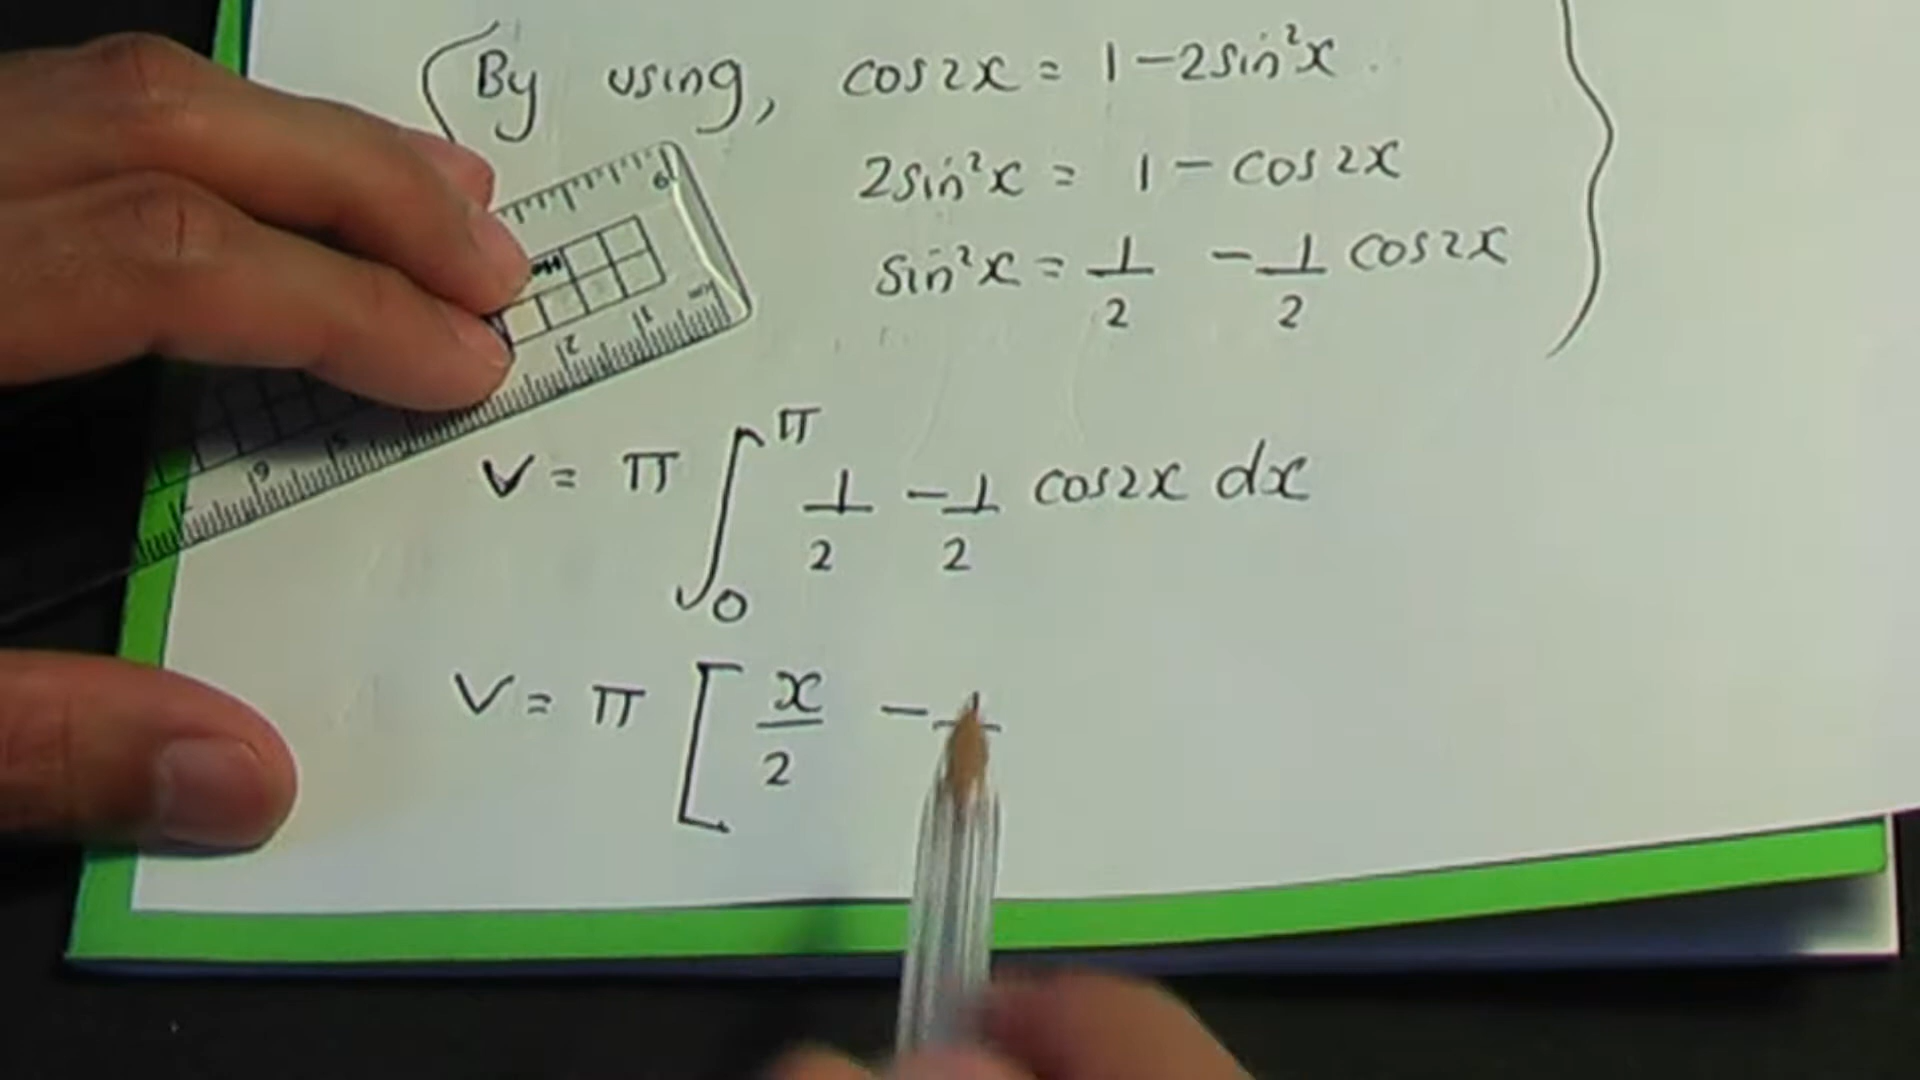 By using, cos2x = 1-2sin²x
2sin²x = 1 - cos2x
sin²x = 1/2 - 1/2 cos2x
V = π ∫₀^π 1/2 - 1/2 cos2x dx
V = π [ x/2 - 1